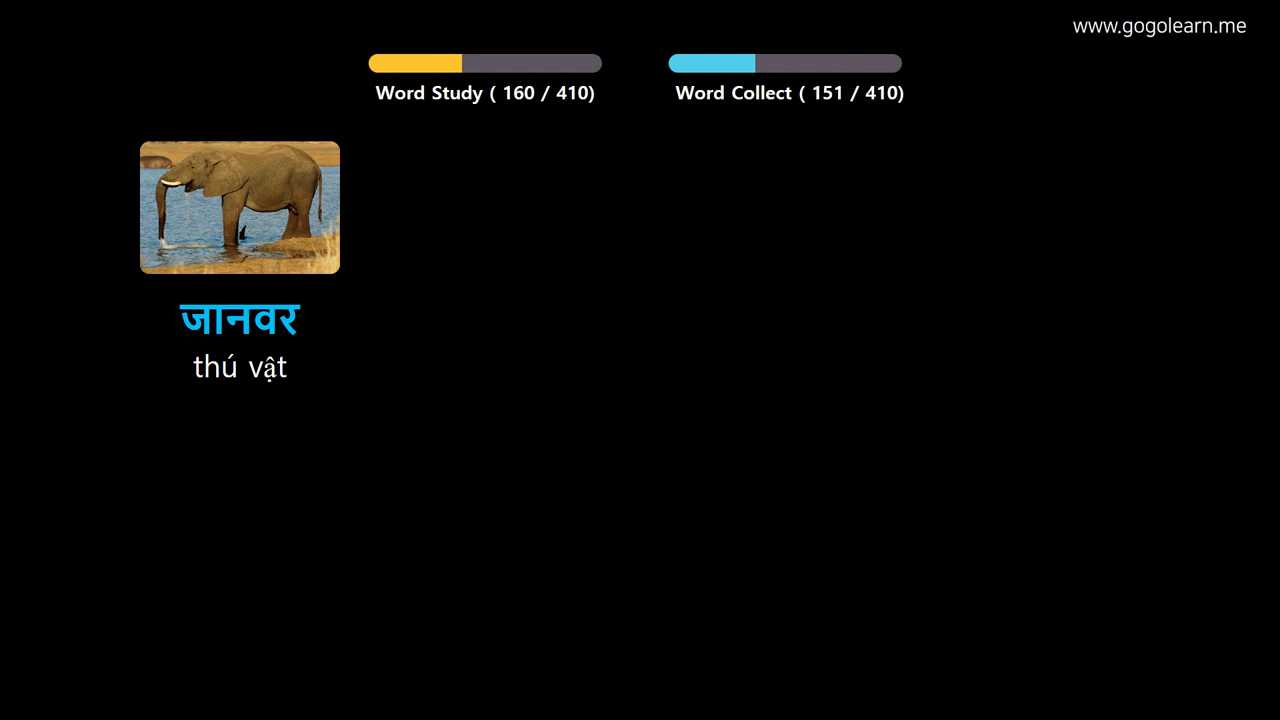 www.gogolearn.me
Word Study ( 160 / 410)
Word Collect ( 151 / 410)
जानवर
thú vật